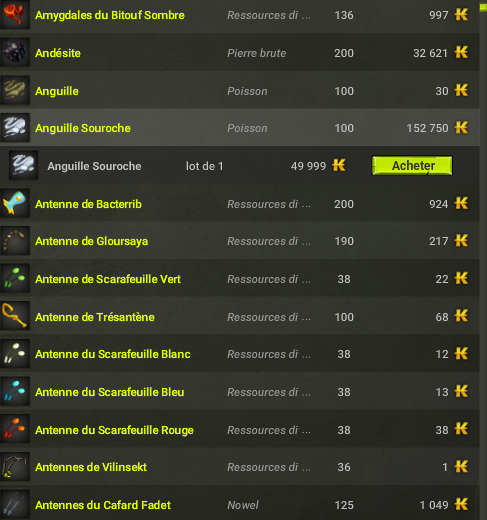 Amygdales du Bitouf Sombre Ressources di ... 136 997
Andésite Pierre brute 200 32 621
Anguille Poisson 100 30
Anguille Souroche Poisson 100 152 750
Anguille Souroche lot de 1 49 999 Acheter
Antenne de Bacterrib Ressources di ... 200 924
Antenne de Gloursaya Ressources di ... 190 217
Antenne de Scarafeuille Vert Ressources di ... 38 22
Antenne de Trésantène Ressources di ... 100 68
Antenne du Scarafeuille Blanc Ressources di ... 38 12
Antenne du Scarafeuille Bleu Ressources di ... 38 13
Antenne du Scarafeuille Rouge Ressources di ... 38 38
Antennes de Vilinsekt Ressources di ... 36 1
Antennes du Cafard Fadet Nowel 125 1 049